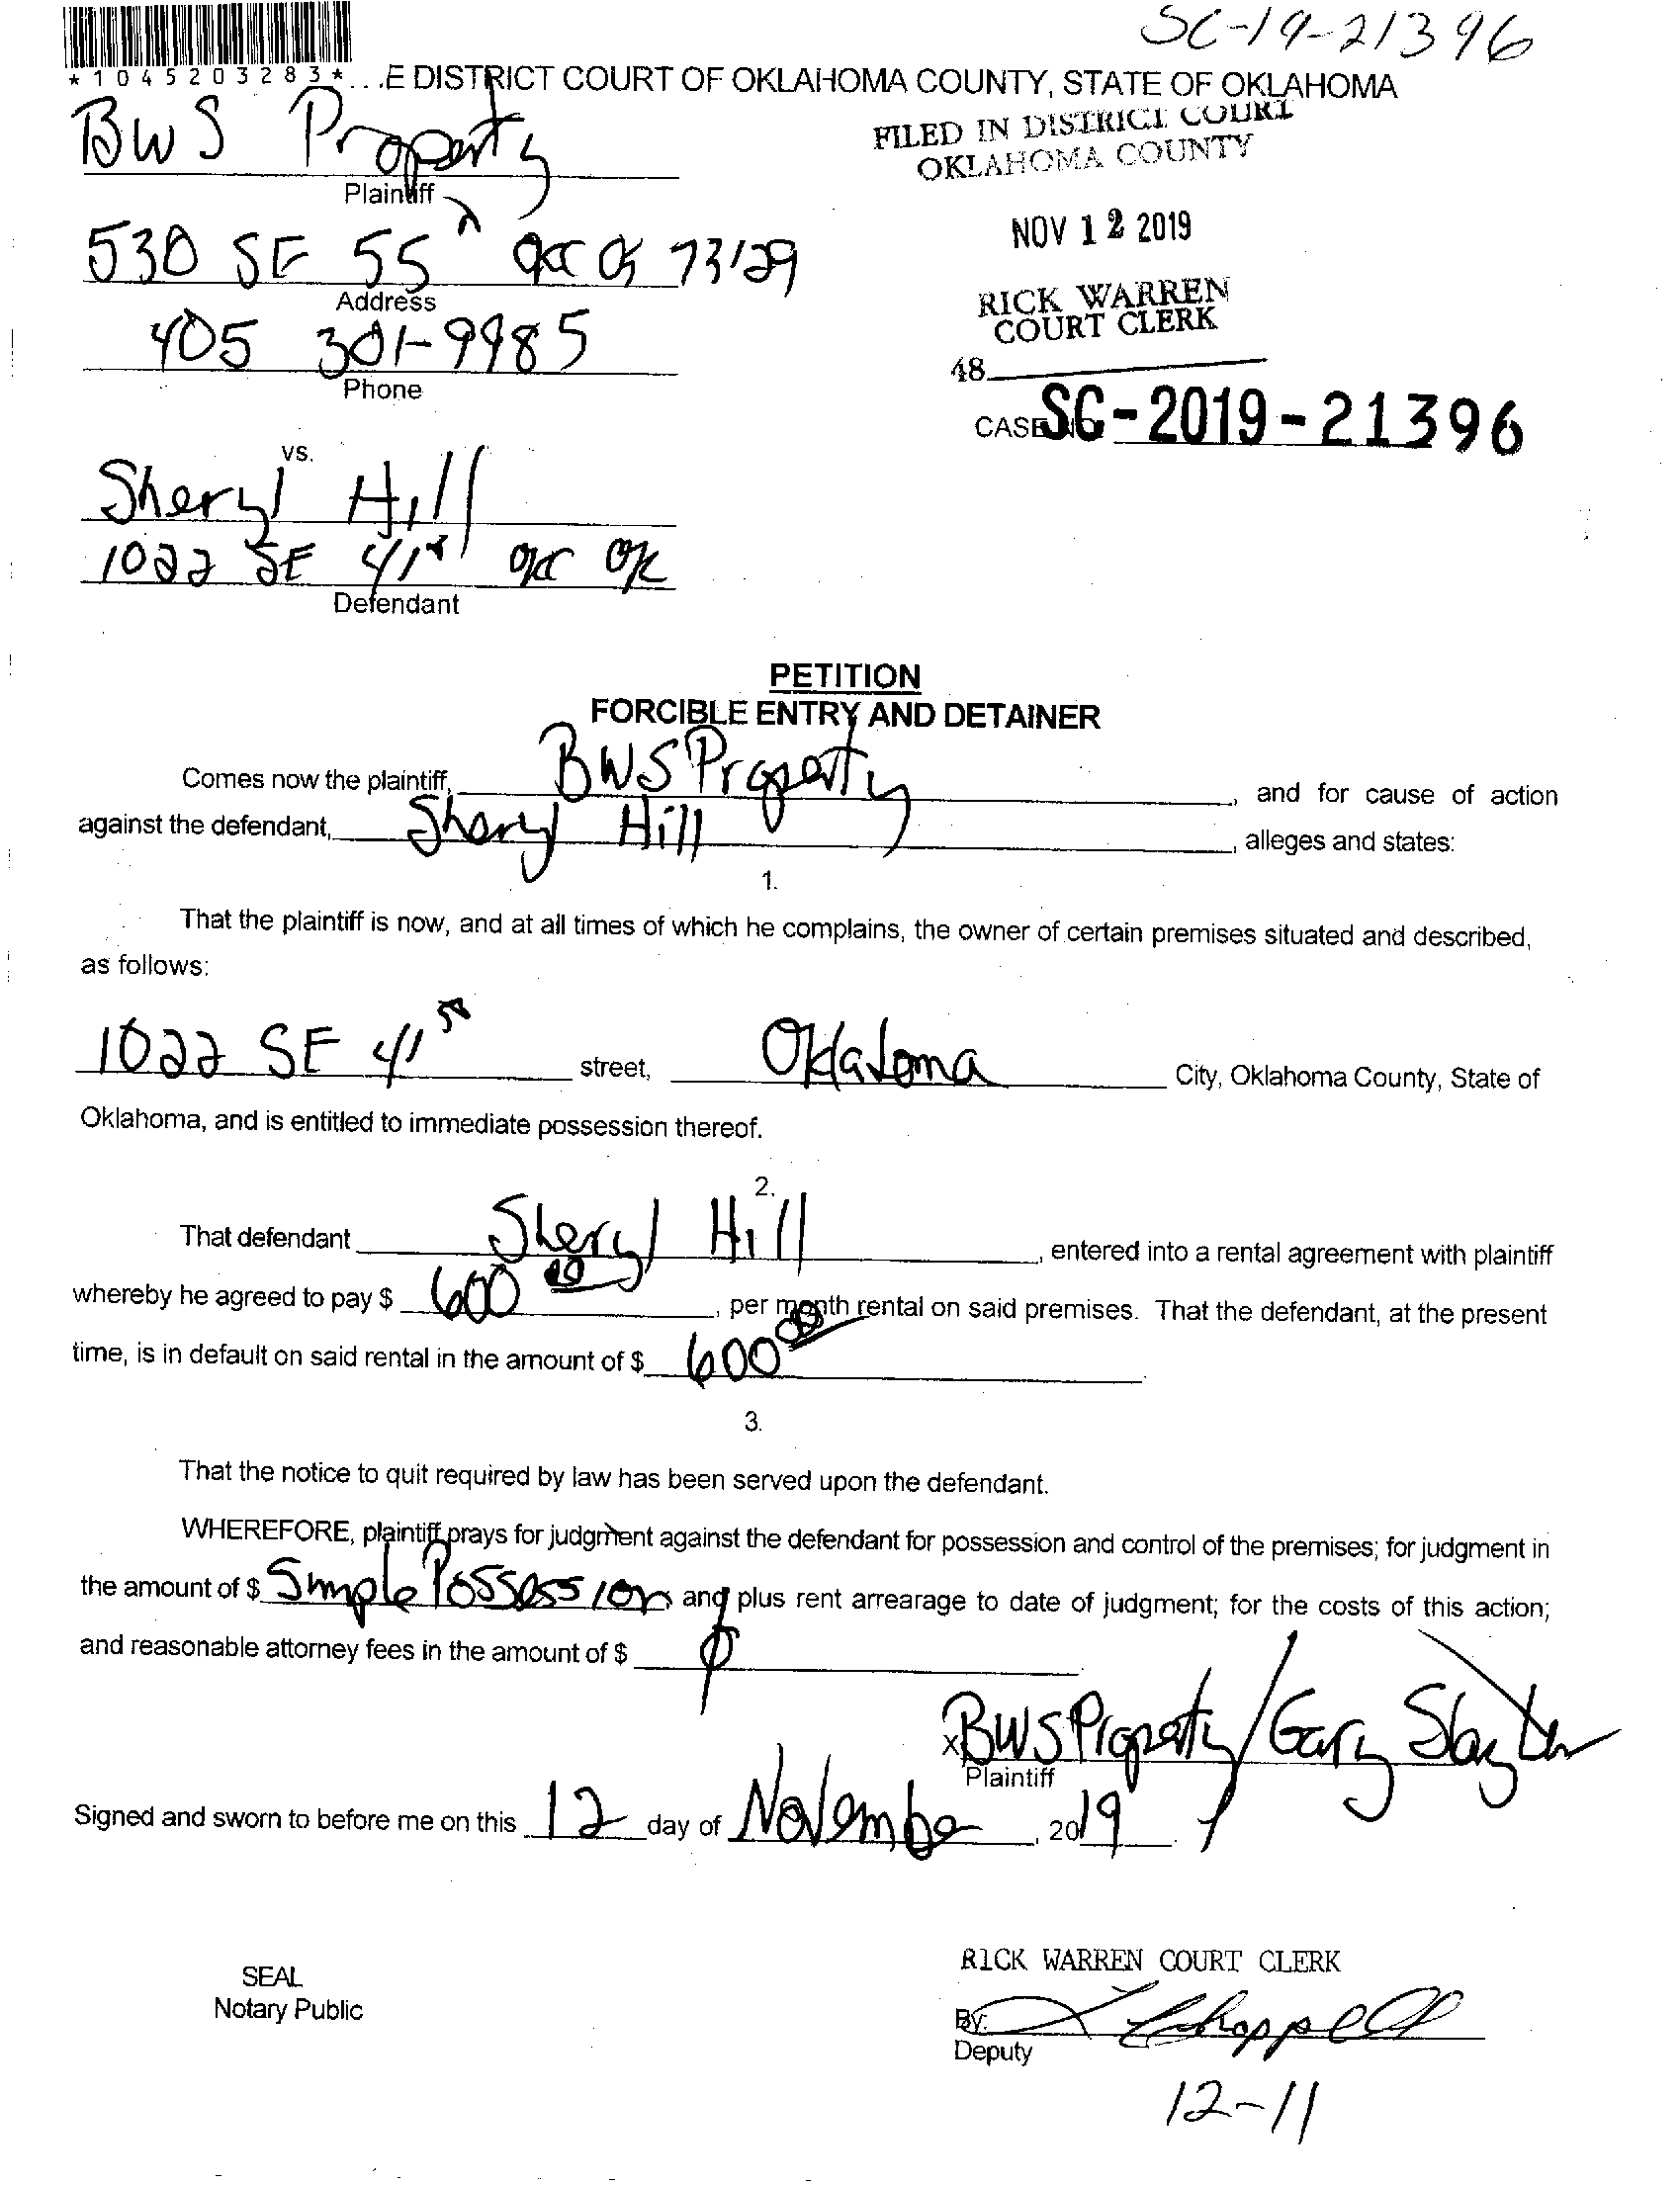 SC-19-21396
*1045203283* ...E DISTRICT COURT OF OKLAHOMA COUNTY, STATE OF OKLAHOMA
BWS Property
Plaintiff
FILED IN DISTRICT COURT
OKLAHOMA COUNTY
NOV 12 2019
RICK WARREN
COURT CLERK
48
530 SE 55 OKC OK 73129
Address
405 301-9985
Phone
CASE SC-2019-21396
vs.
Sheryl Hill
1022 SE 41st OKC OK
Defendant
PETITION
FORCIBLE ENTRY AND DETAINER
Comes now the plaintiff, BWS Property, and for cause of action
against the defendant, Sheryl Hill, alleges and states:
1.
That the plaintiff is now, and at all times of which he complains, the owner of certain premises situated and described,
as follows:
1022 SE 41st street, Oklahoma City, Oklahoma County, State of
Oklahoma, and is entitled to immediate possession thereof.
2.
That defendant Sheryl Hill, entered into a rental agreement with plaintiff
whereby he agreed to pay $ 600 00, per month rental on said premises. That the defendant, at the present
time, is in default on said rental in the amount of $ 600 00
3.
That the notice to quit required by law has been served upon the defendant.
WHEREFORE, plaintiff prays for judgment against the defendant for possession and control of the premises; for judgment in
the amount of $ Simple Possession and plus rent arrearage to date of judgment; for the costs of this action;
and reasonable attorney fees in the amount of $ ϕ
X BWS Property/Gary Slayton
Plaintiff
Signed and sworn to before me on this 12 day of November, 2019.
SEAL
Notary Public
RICK WARREN COURT CLERK
By: Chappell
Deputy
12-11